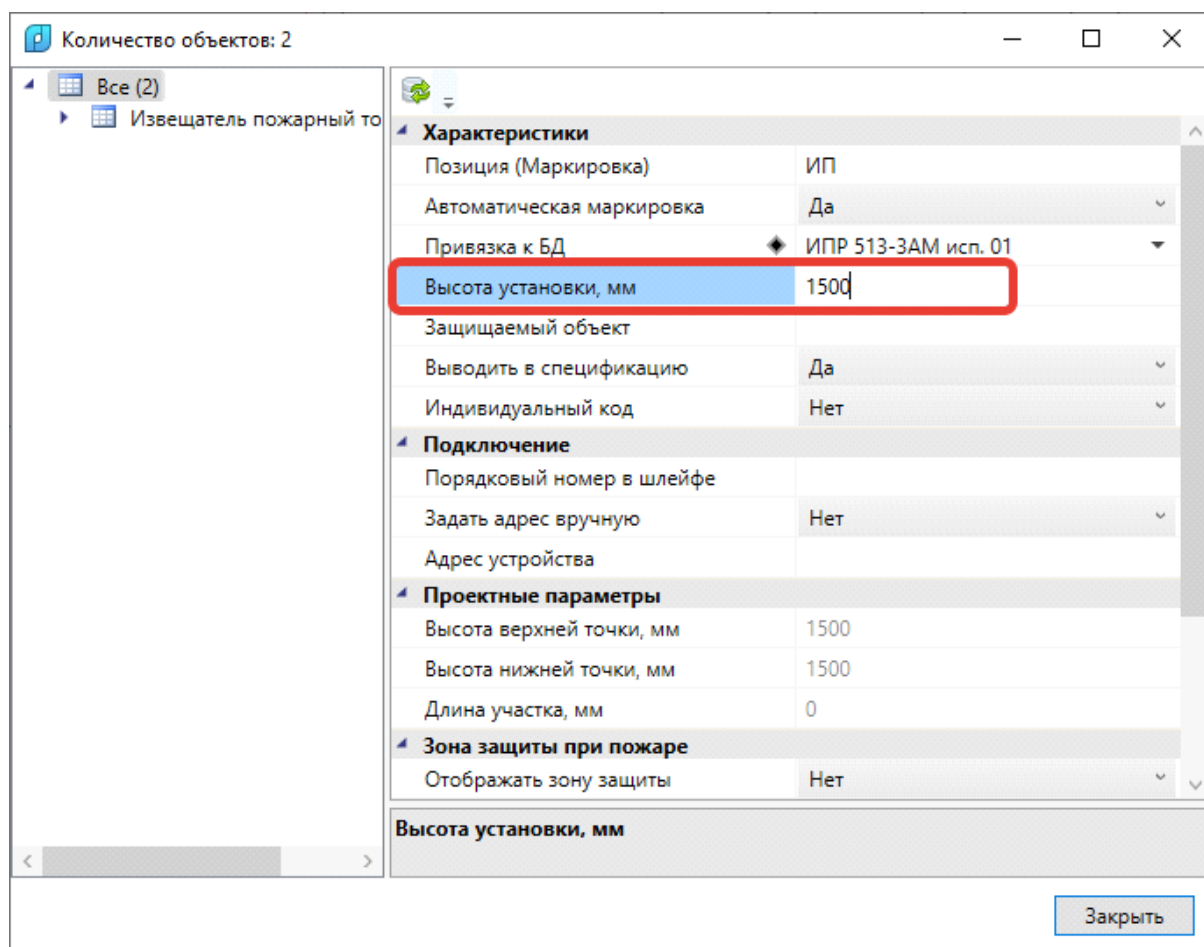 Количество объектов: 2
Все (2)
Извещатель пожарный то
Характеристики
Позиция (Маркировка) ИП
Автоматическая маркировка Да
Привязка к БД ИПР 513-3АМ исп. 01
Высота установки, мм 1500
Защищаемый объект
Выводить в спецификацию Да
Индивидуальный код Нет
Подключение
Порядковый номер в шлейфе
Задать адрес вручную Нет
Адрес устройства
Проектные параметры
Высота верхней точки, мм 1500
Высота нижней точки, мм 1500
Длина участка, мм 0
Зона защиты при пожаре
Отображать зону защиты Нет
Высота установки, мм
Закрыть